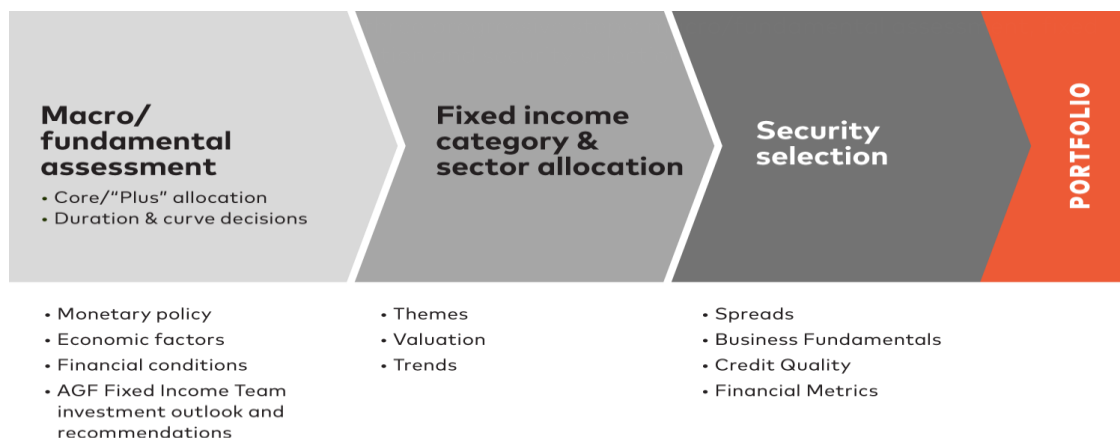 Macro/
fundamental
assessment
• Core/“Plus” allocation
• Duration & curve decisions
Fixed income
category &
sector allocation
Security
selection
PORTFOLIO
• Monetary policy
• Economic factors
• Financial conditions
• AGF Fixed Income Team
investment outlook and
recommendations
• Themes
• Valuation
• Trends
• Spreads
• Business Fundamentals
• Credit Quality
• Financial Metrics